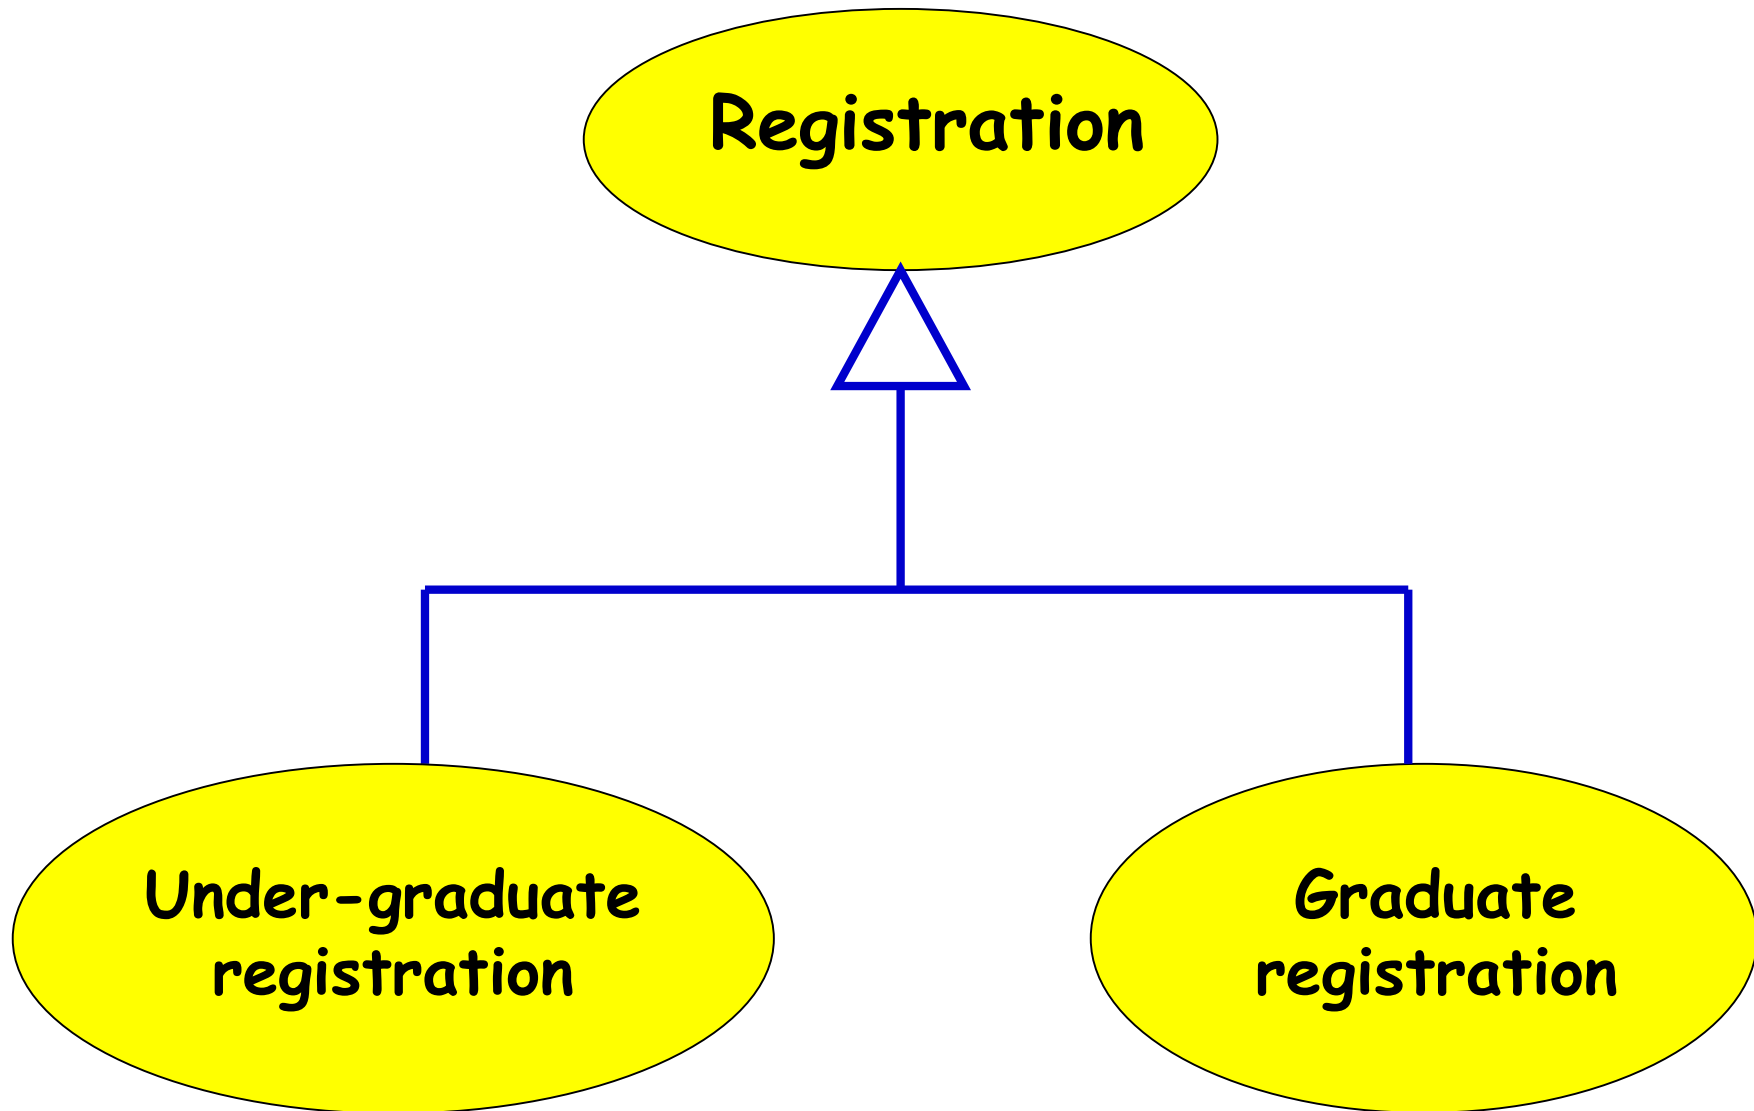 Registration
Under-graduate
registration
Graduate
registration